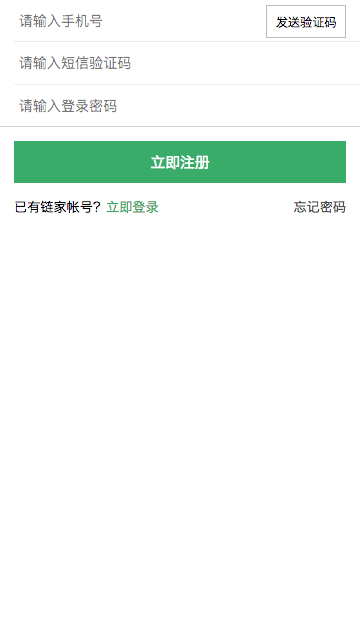 请输入手机号 发送验证码
请输入短信验证码
请输入登录密码
立即注册
已有链家帐号？立即登录 忘记密码